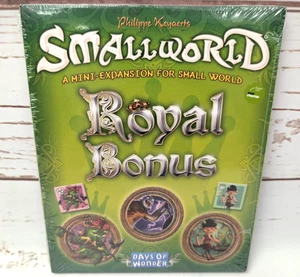 Philippe Keyaerts
SMALLWORLD
A MINI-EXPANSION FOR SMALL WORLD
Royal
Bonus
DAYS OF
WONDER